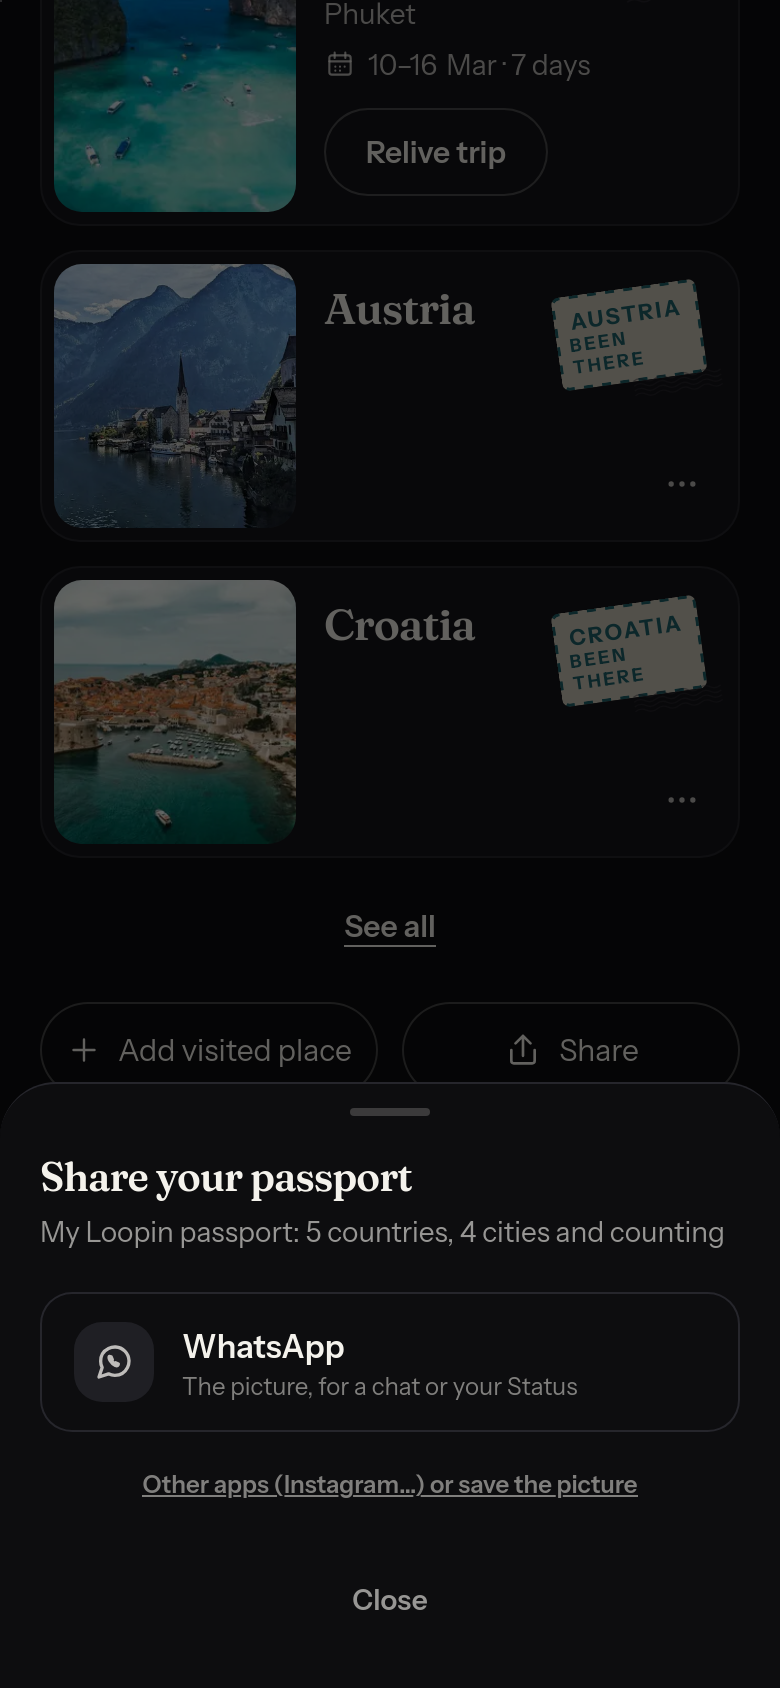 Phuket
10–16 Mar · 7 days
Relive trip
Austria
AUSTRIA
BEEN
THERE
Croatia
CROATIA
BEEN
THERE
See all
Add visited place
Share
Share your passport
My Loopin passport: 5 countries, 4 cities and counting
WhatsApp
The picture, for a chat or your Status
Other apps (Instagram...) or save the picture
Close